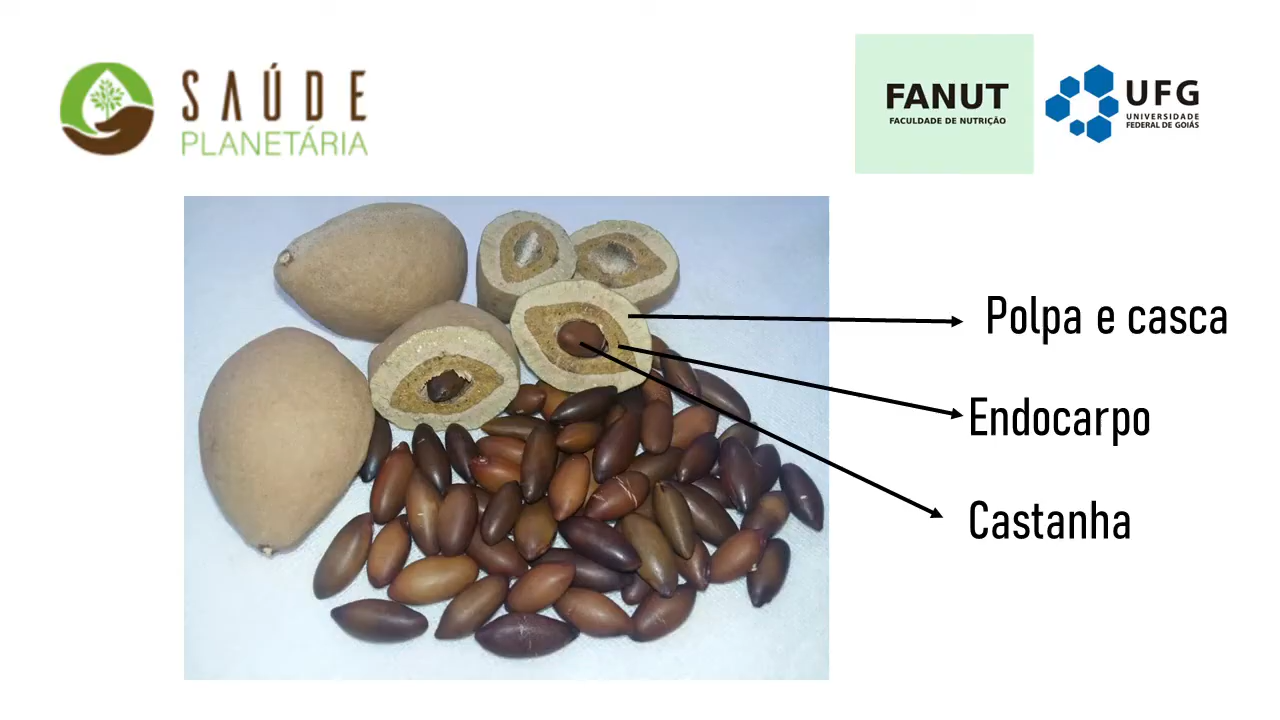 SAÚDE
PLANETÁRIA
FANUT
FACULDADE DE NUTRIÇÃO
UFG
UNIVERSIDADE
FEDERAL DE GOIÁS
Polpa e casca
Endocarpo
Castanha